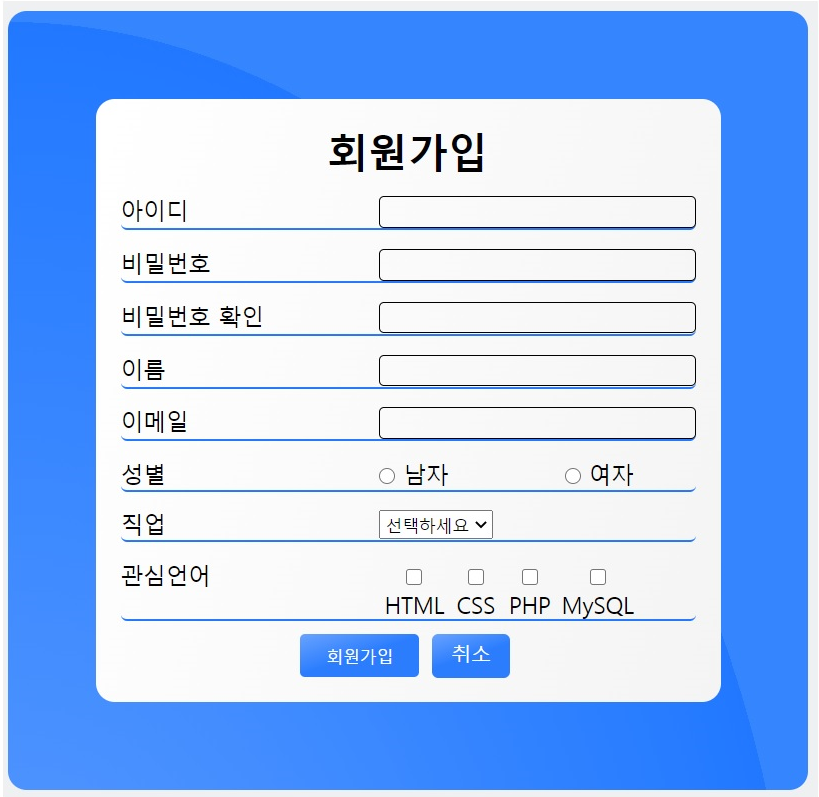 회원가입
아이디
비밀번호
비밀번호 확인
이름
이메일
성별 남자 여자
직업 선택하세요
관심언어
HTML CSS PHP MySQL
회원가입 취소